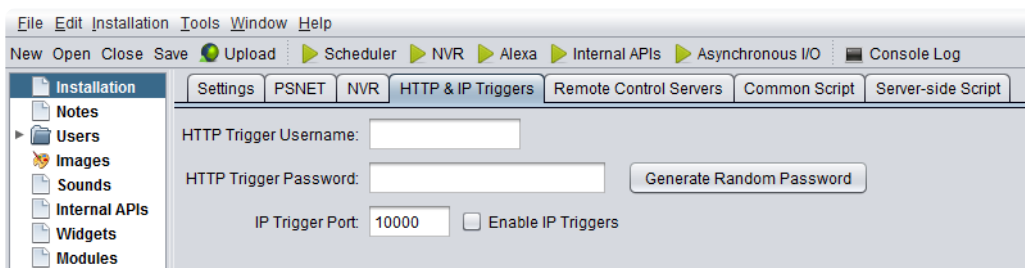 File Edit Installation Tools Window Help
New Open Close Save Upload Scheduler NVR Alexa Internal APIs Asynchronous I/O Console Log
Installation
Notes
Users
Images
Sounds
Internal APIs
Widgets
Modules
Settings PSNET NVR HTTP & IP Triggers Remote Control Servers Common Script Server-side Script
HTTP Trigger Username:
HTTP Trigger Password: Generate Random Password
IP Trigger Port: 10000 Enable IP Triggers